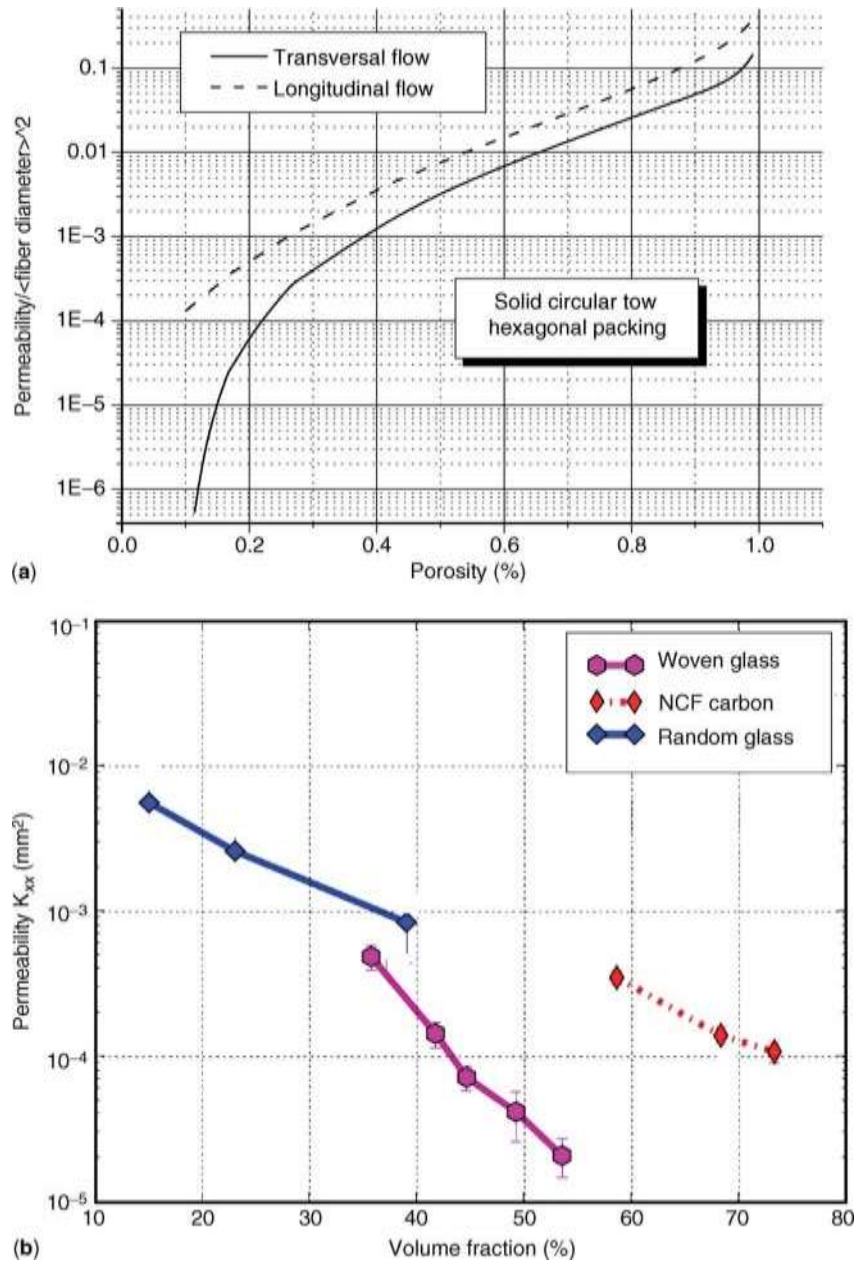 Transversal flow
Longitudinal flow
0.1
0.01
1E−3
1E−4
1E−5
1E−6
Permeability/<fiber diameter>^2
Solid circular tow
hexagonal packing
0.0 0.2 0.4 0.6 0.8 1.0
Porosity (%)
(a)
Woven glass
NCF carbon
Random glass
10⁻¹
10⁻²
10⁻³
10⁻⁴
10⁻⁵
Permeability Kₓₓ (mm²)
10 20 30 40 50 60 70 80
Volume fraction (%)
(b)